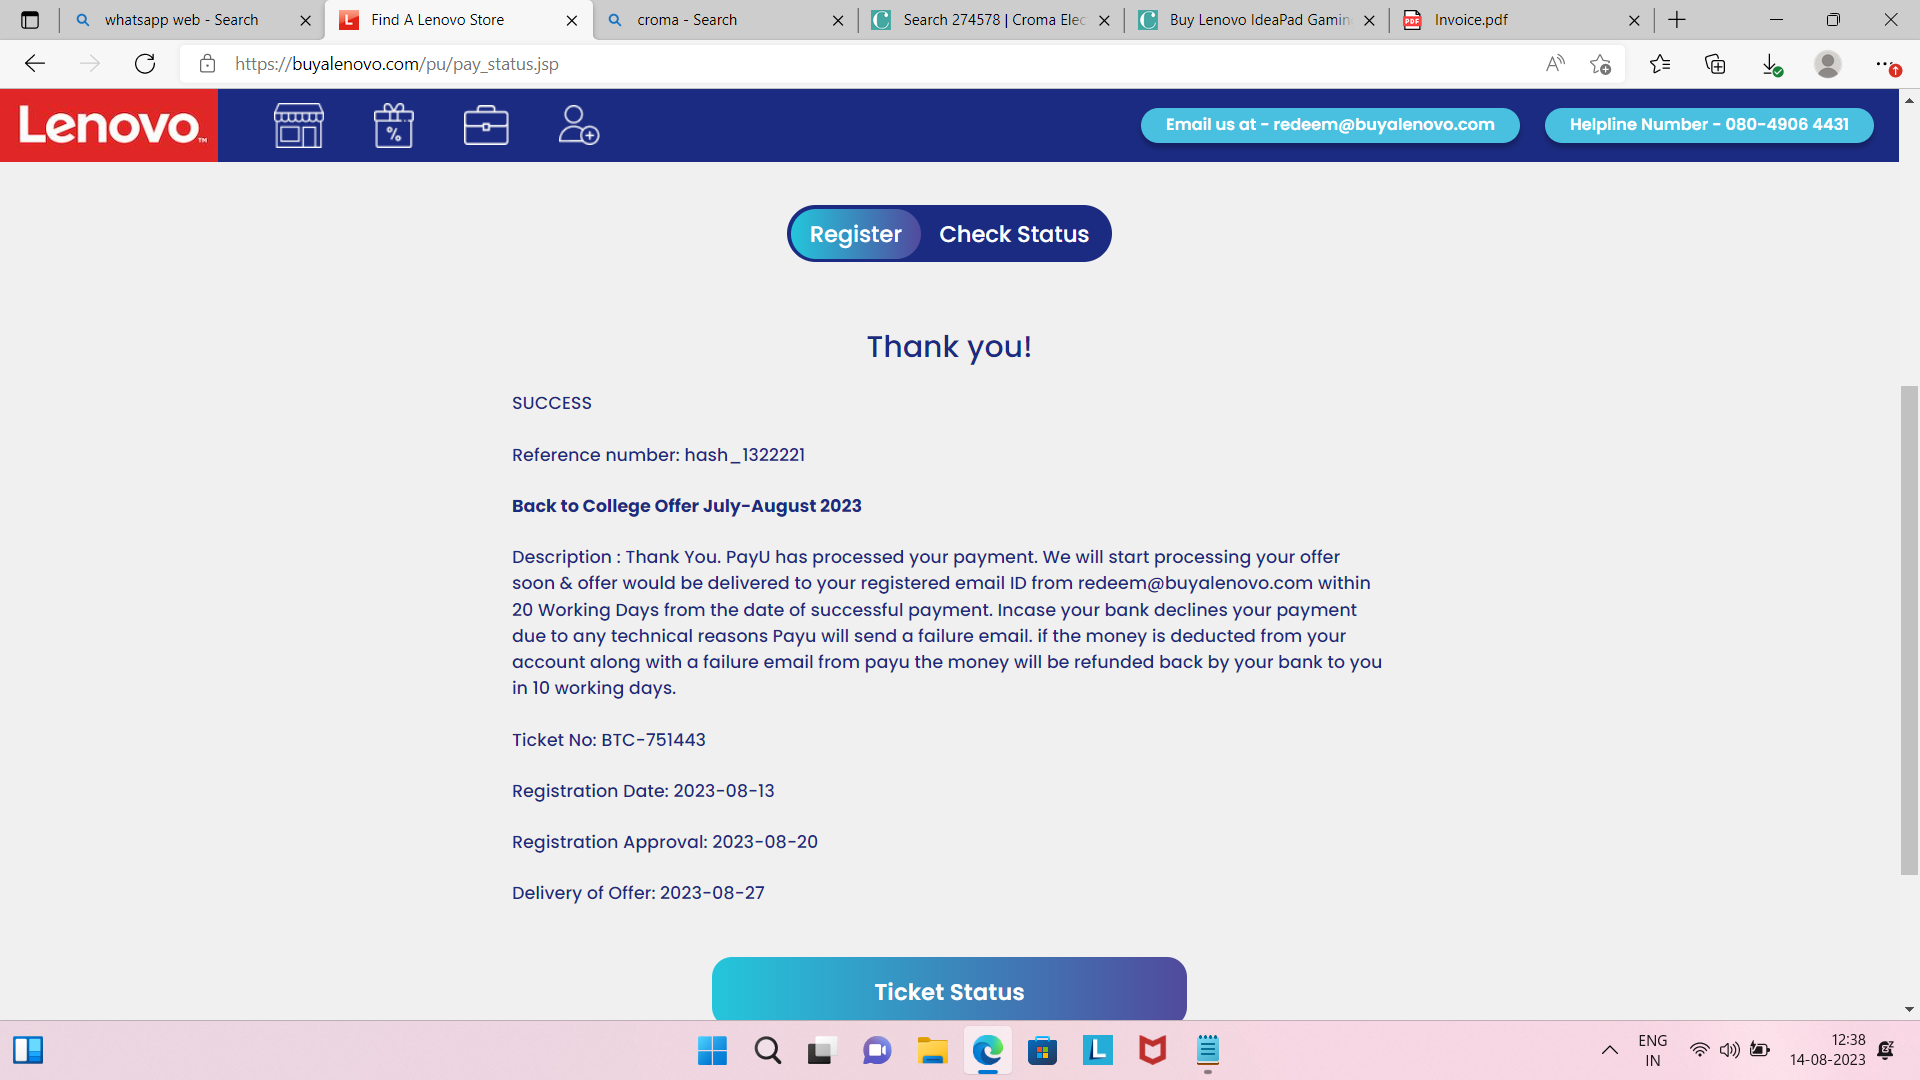 whatsapp web - Search
Find A Lenovo Store
croma - Search
Search 274578 | Croma Elec
Buy Lenovo IdeaPad Gamin
Invoice.pdf
https://buyalenovo.com/pu/pay_status.jsp
Lenovo™
Email us at - redeem@buyalenovo.com
Helpline Number - 080-4906 4431
Register
Check Status
Thank you!
SUCCESS
Reference number: hash_1322221
Back to College Offer July-August 2023
Description : Thank You. PayU has processed your payment. We will start processing your offer
soon & offer would be delivered to your registered email ID from redeem@buyalenovo.com within
20 Working Days from the date of successful payment. Incase your bank declines your payment
due to any technical reasons Payu will send a failure email. if the money is deducted from your
account along with a failure email from payu the money will be refunded back by your bank to you
in 10 working days.
Ticket No: BTC-751443
Registration Date: 2023-08-13
Registration Approval: 2023-08-20
Delivery of Offer: 2023-08-27
Ticket Status
ENG
IN
12:38
14-08-2023